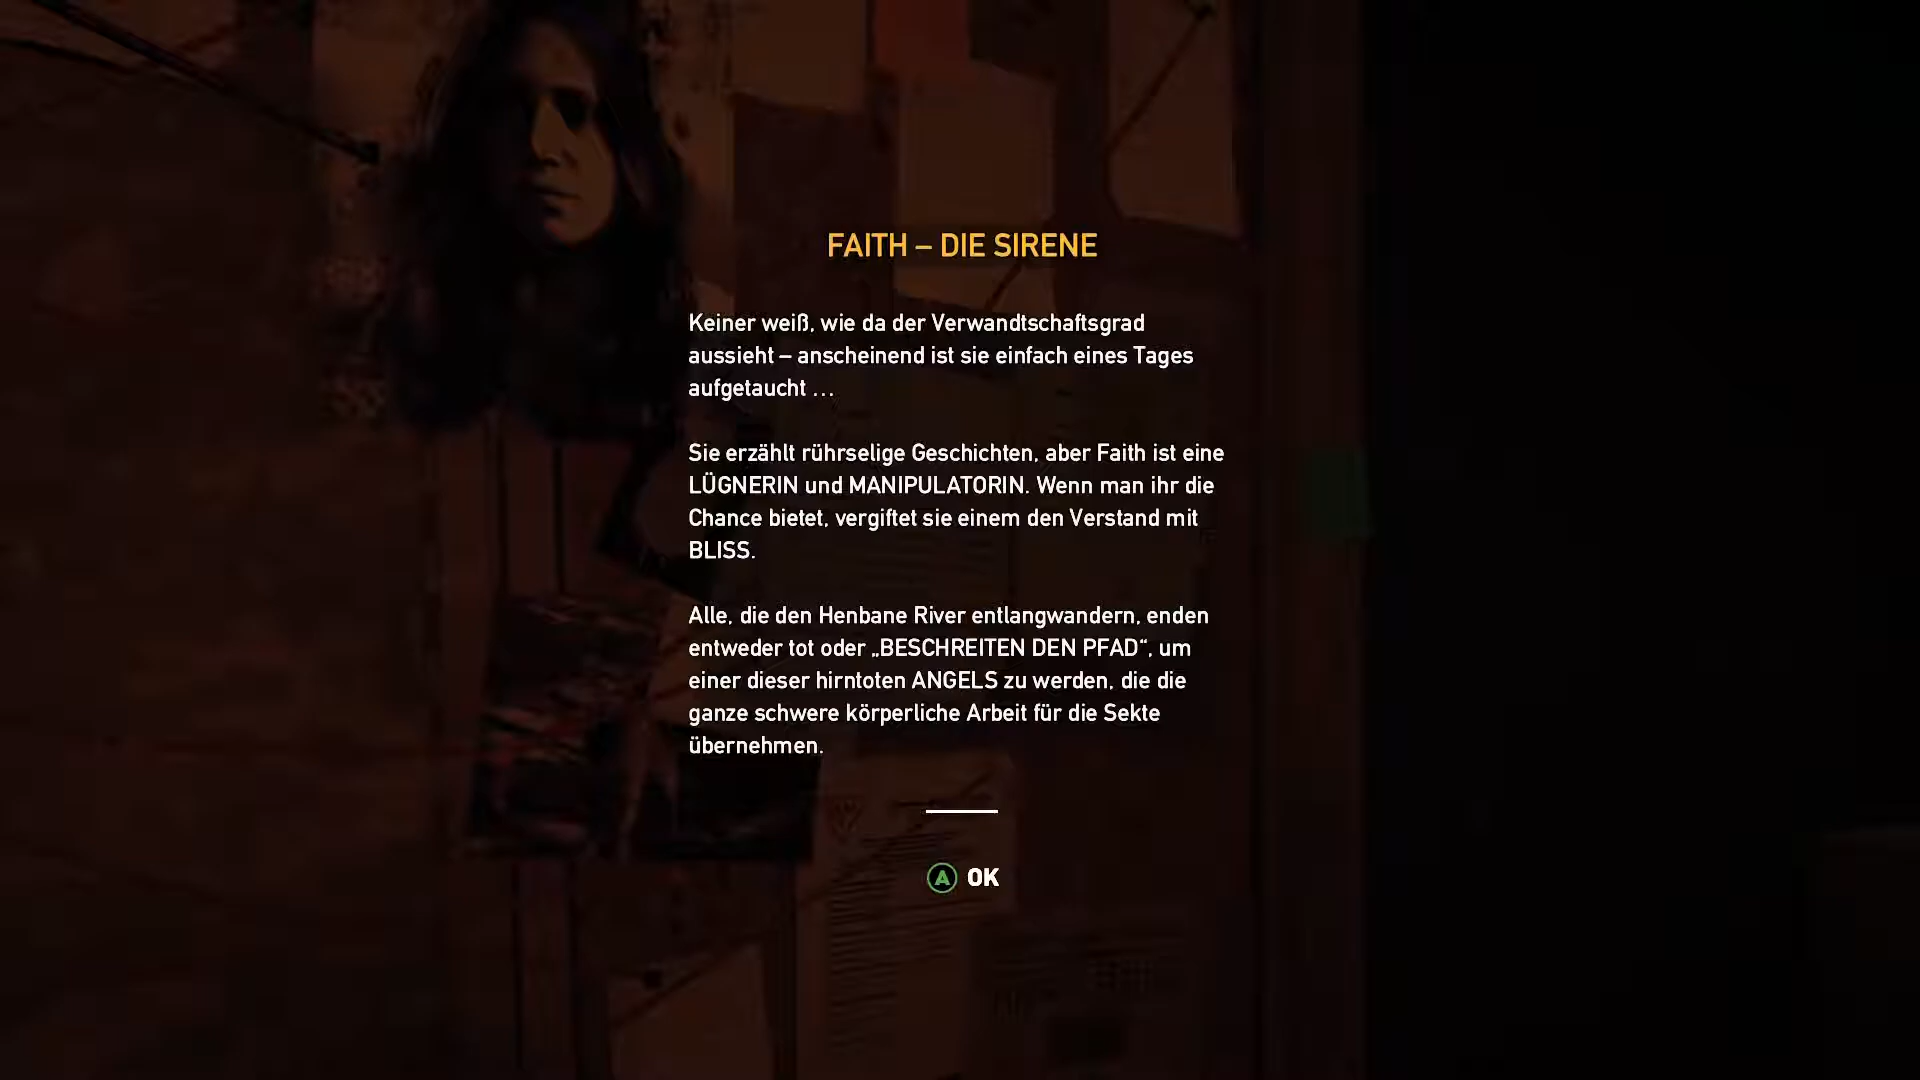 FAITH – DIE SIRENE
Keiner weiß, wie da der Verwandtschaftsgrad
aussieht – anscheinend ist sie einfach eines Tages
aufgetaucht …
Sie erzählt rührselige Geschichten, aber Faith ist eine
LÜGNERIN und MANIPULATORIN. Wenn man ihr die
Chance bietet, vergiftet sie einem den Verstand mit
BLISS.
Alle, die den Henbane River entlangwandern, enden
entweder tot oder „BESCHREITEN DEN PFAD“, um
einer dieser hirntoten ANGELS zu werden, die die
ganze schwere körperliche Arbeit für die Sekte
übernehmen.
A OK